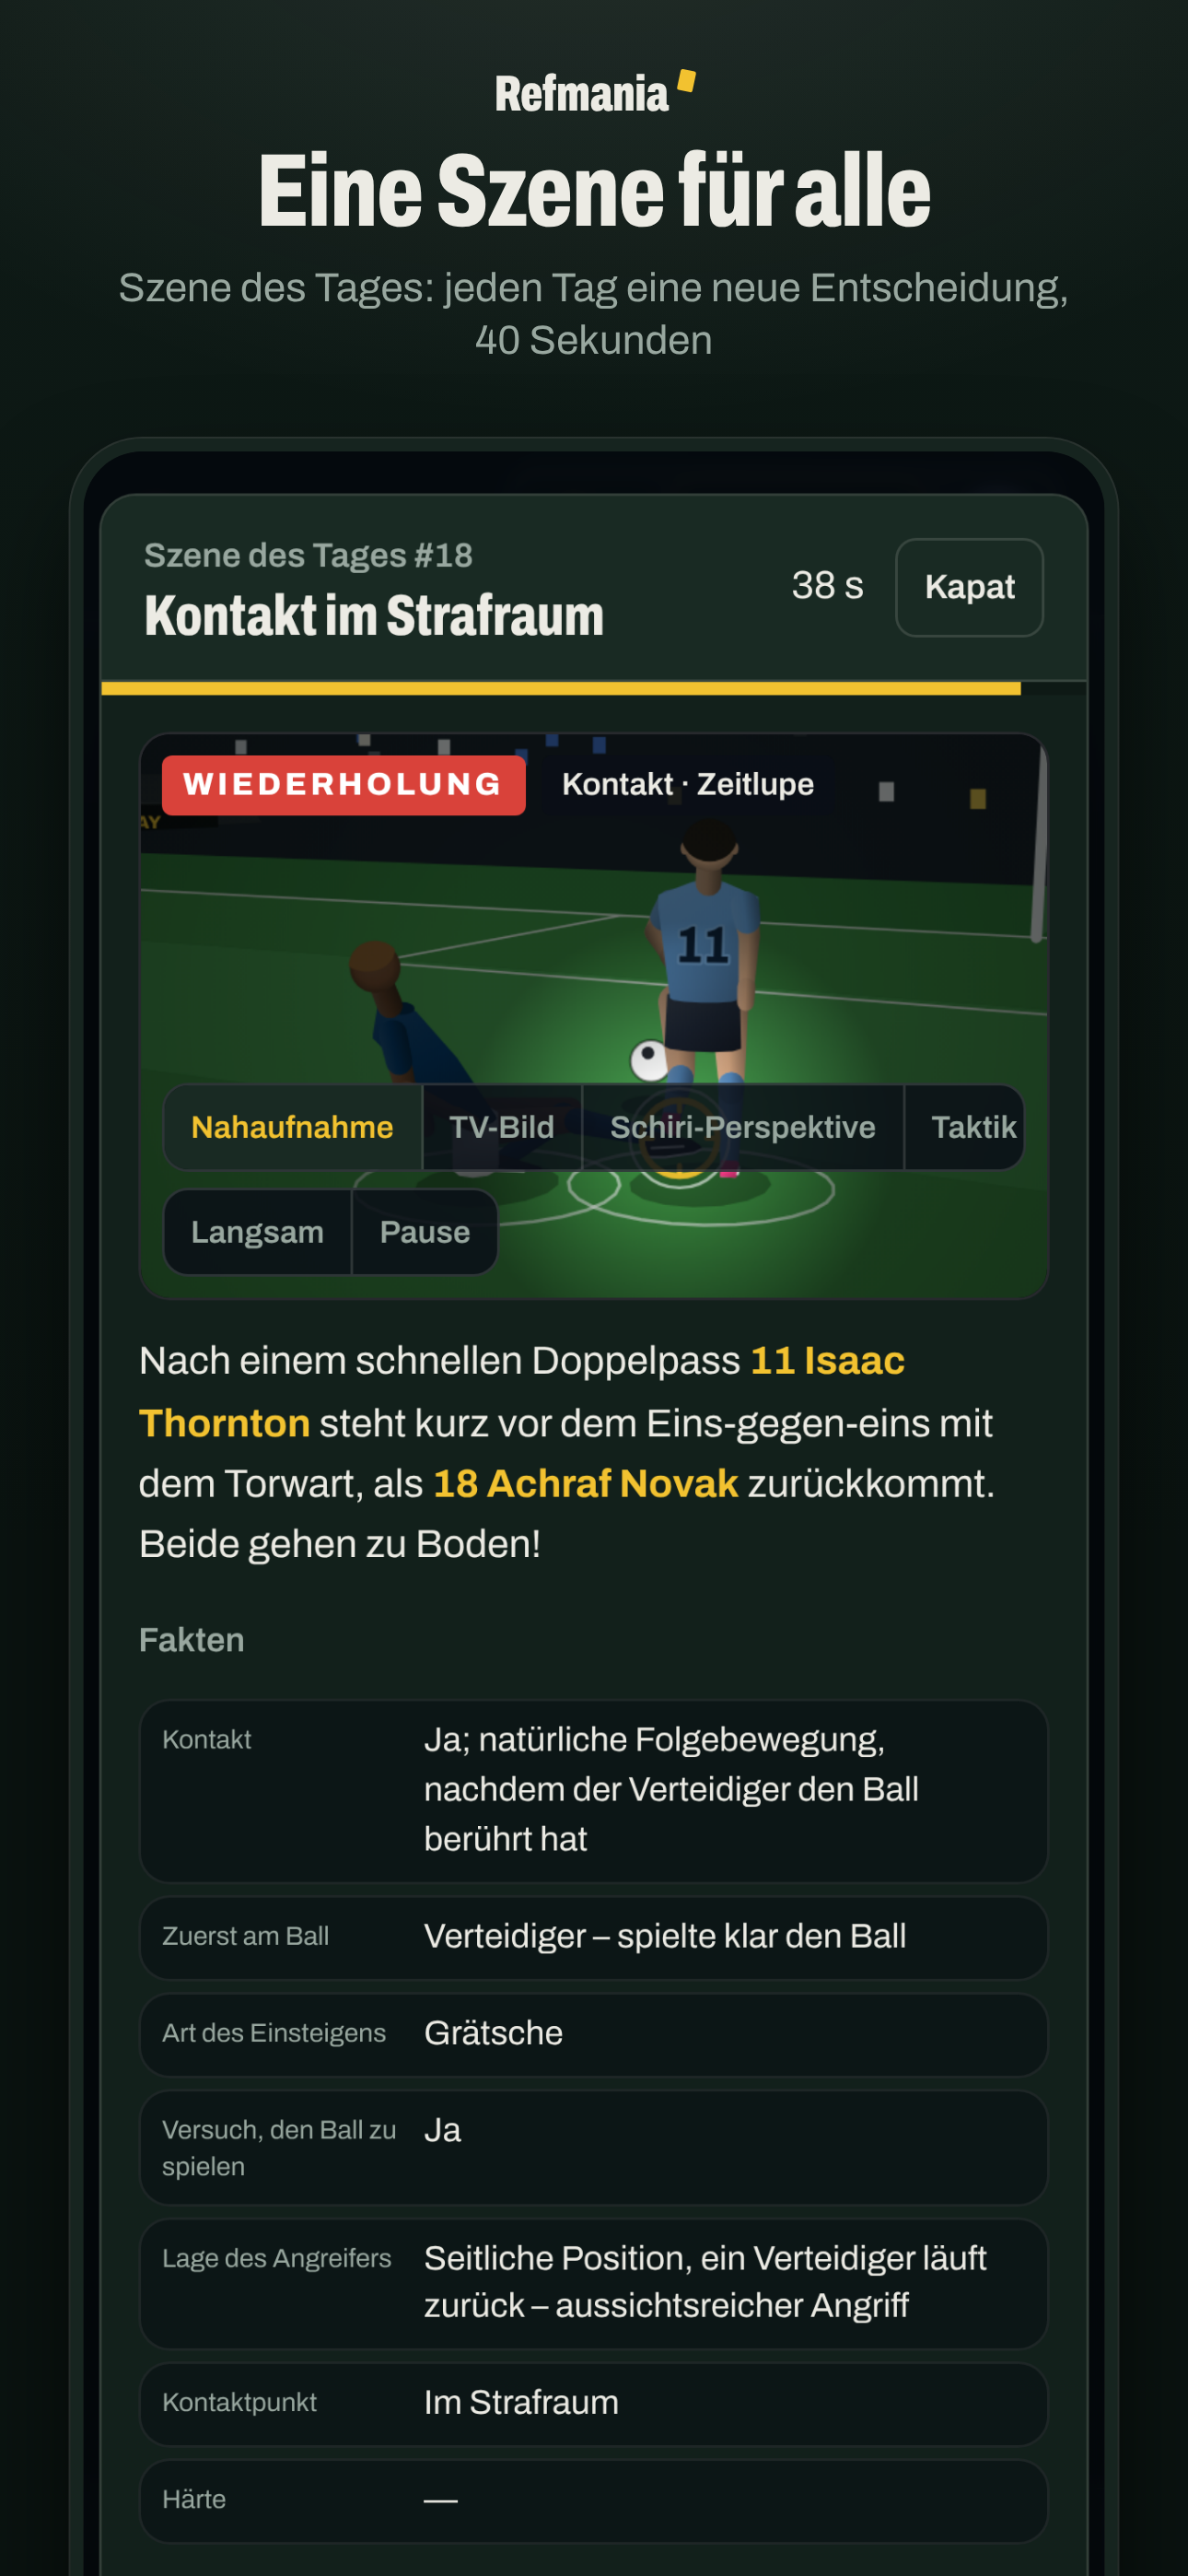 Refmania
Eine Szene für alle
Szene des Tages: jeden Tag eine neue Entscheidung,
40 Sekunden
Szene des Tages #18
Kontakt im Strafraum
38 s
Kapat
WIEDERHOLUNG
Kontakt · Zeitlupe
AY
11
Nahaufnahme
TV-Bild
Schiri-Perspektive
Taktik
Langsam
Pause
Nach einem schnellen Doppelpass 11 Isaac
Thornton steht kurz vor dem Eins-gegen-eins mit
dem Torwart, als 18 Achraf Novak zurückkommt.
Beide gehen zu Boden!
Fakten
Kontakt
Ja; natürliche Folgebewegung,
nachdem der Verteidiger den Ball
berührt hat
Zuerst am Ball
Verteidiger – spielte klar den Ball
Art des Einsteigens
Grätsche
Versuch, den Ball zu
spielen
Ja
Lage des Angreifers
Seitliche Position, ein Verteidiger läuft
zurück – aussichtsreicher Angriff
Kontaktpunkt
Im Strafraum
Härte
—